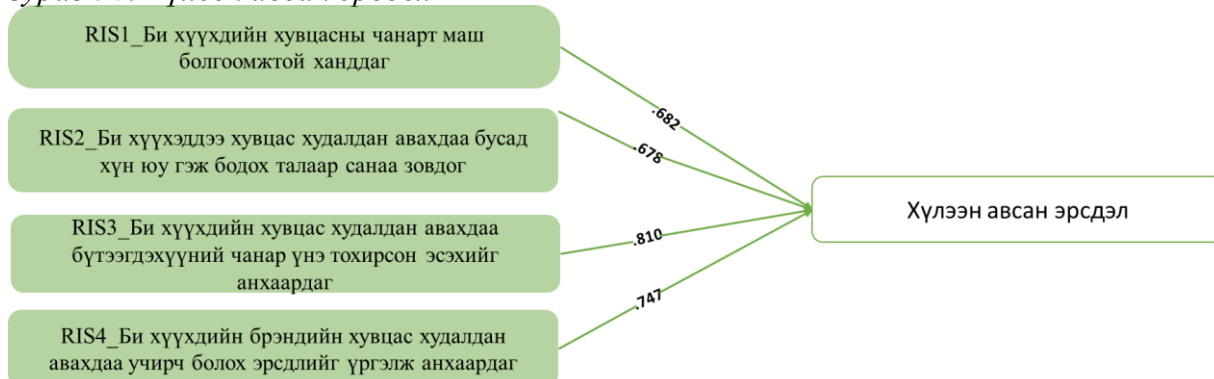 RIS1_Би хүүхдийн хувцасны чанарт маш
болгоомжтой ханддаг
RIS2_Би хүүхэддээ хувцас худалдан авахдаа бусад
хүн юу гэж бодох талаар санаа зовдог
RIS3_Би хүүхдийн хувцас худалдан авахдаа
бүтээгдэхүүний чанар үнэ тохирсон эсэхийг
анхаардаг
RIS4_Би хүүхдийн брэндийн хувцас худалдан
авахдаа учирч болох эрсдлийг үргэлж анхаардаг
.682
.678
.810
.747
Хүлээн авсан эрсдэл